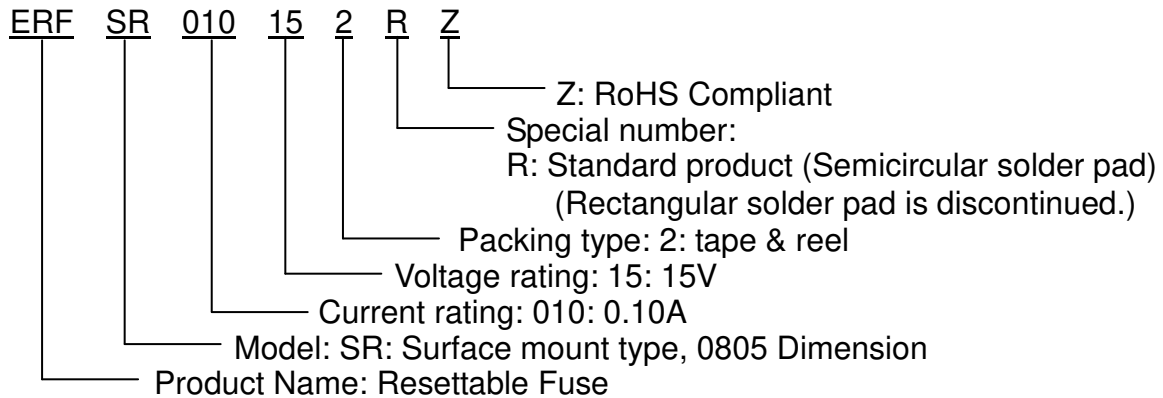 ERF SR 010 15 2 R Z
Z: RoHS Compliant
Special number:
R: Standard product (Semicircular solder pad)
(Rectangular solder pad is discontinued.)
Packing type: 2: tape & reel
Voltage rating: 15: 15V
Current rating: 010: 0.10A
Model: SR: Surface mount type, 0805 Dimension
Product Name: Resettable Fuse